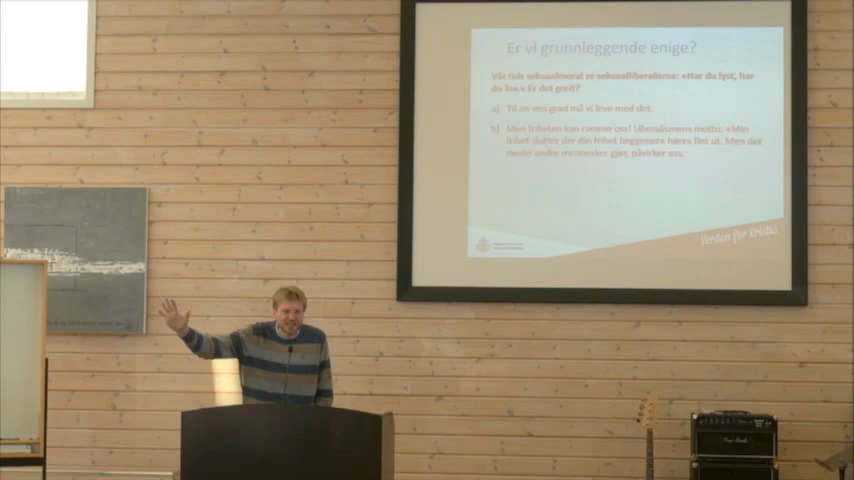 Er vi grunnleggende enige?
Vår tids seksualmoral er seksualliberalisme: «Har du lyst, har
du lov.» Er det greit?
a) Til en viss grad må vi leve med det.
b) Men friheten kan ramme oss! Liberalismens motto: «Min
frihet slutter der din frihet begynner» høres fint ut. Men det
meste andre mennesker gjør, påvirker oss.
Verden for Kristus